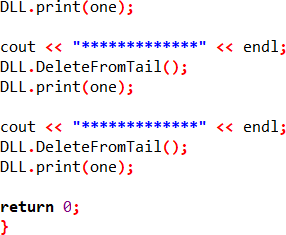 DLL.print(one);
cout << "*************" << endl;
DLL.DeleteFromTail();
DLL.print(one);
cout << "*************" << endl;
DLL.DeleteFromTail();
DLL.print(one);
return 0;
}